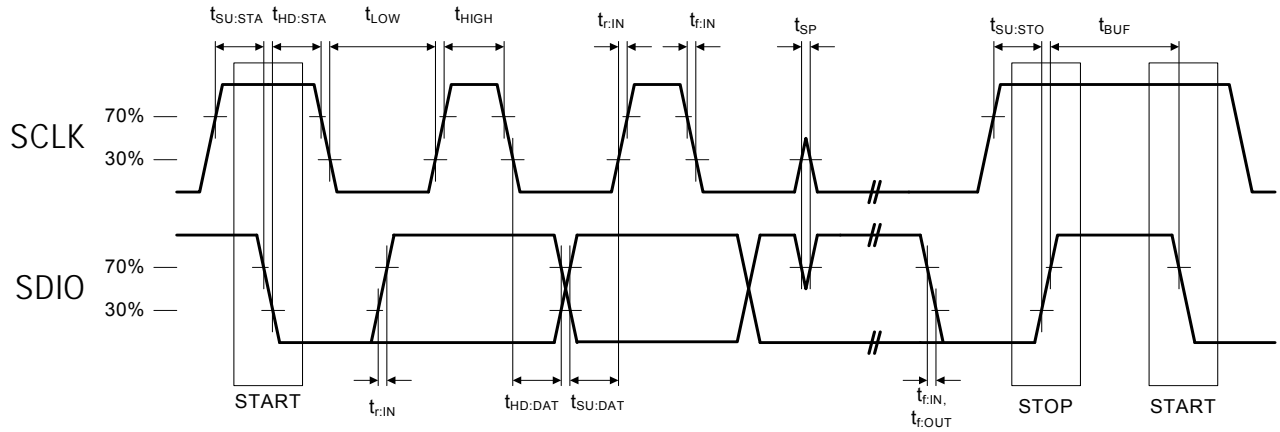 tSU:STA tHD:STA tLOW tHIGH tr:IN tf:IN tSP tSU:STO tBUF
SCLK
70%
30%
SDIO
70%
30%
START
tr:IN
tHD:DAT tSU:DAT
tf:IN,
tf:OUT
STOP START